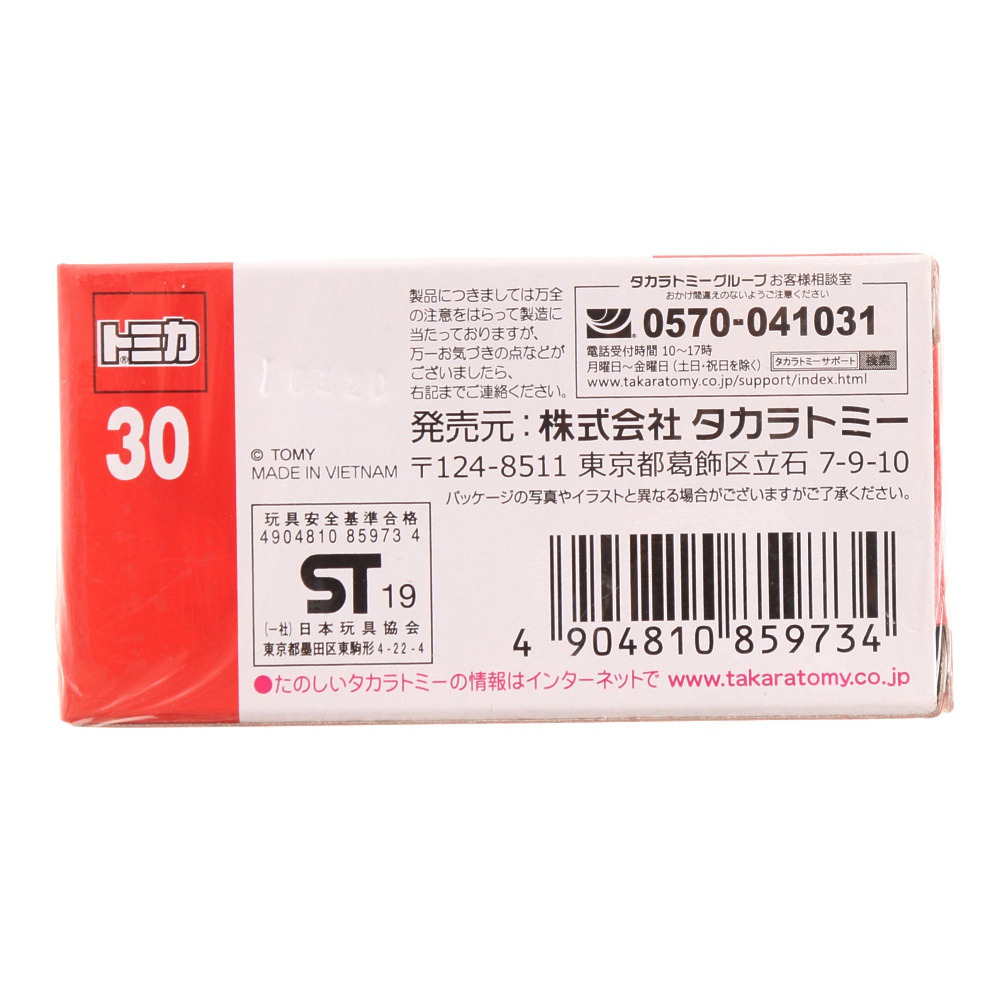 トミカ
®
30
製品につきましては万全
の注意をはらって製造に
当たっておりますが、
万一お気づきの点などが
ございましたら、
右記までご連絡ください。
タカラトミーグループ お客様相談室
おかけ間違えのないようご注意ください
0570-041031
電話受付時間 10〜17時
月曜日〜金曜日 (土日・祝日を除く) タカラトミーサポート 検索
www.takaratomy.co.jp/support/index.html
発売元:株式会社 タカラトミー
© TOMY
MADE IN VIETNAM
〒124-8511 東京都葛飾区立石 7-9-10
パッケージの写真やイラストと異なる場合がございますがご了承ください。
玩具安全基準合格
4904810 85973 4
ST 19
(一社) 日本玩具協会
東京都墨田区東駒形 4-22-4
4 904810 859734
●たのしいタカラトミーの情報はインターネットで www.takaratomy.co.jp